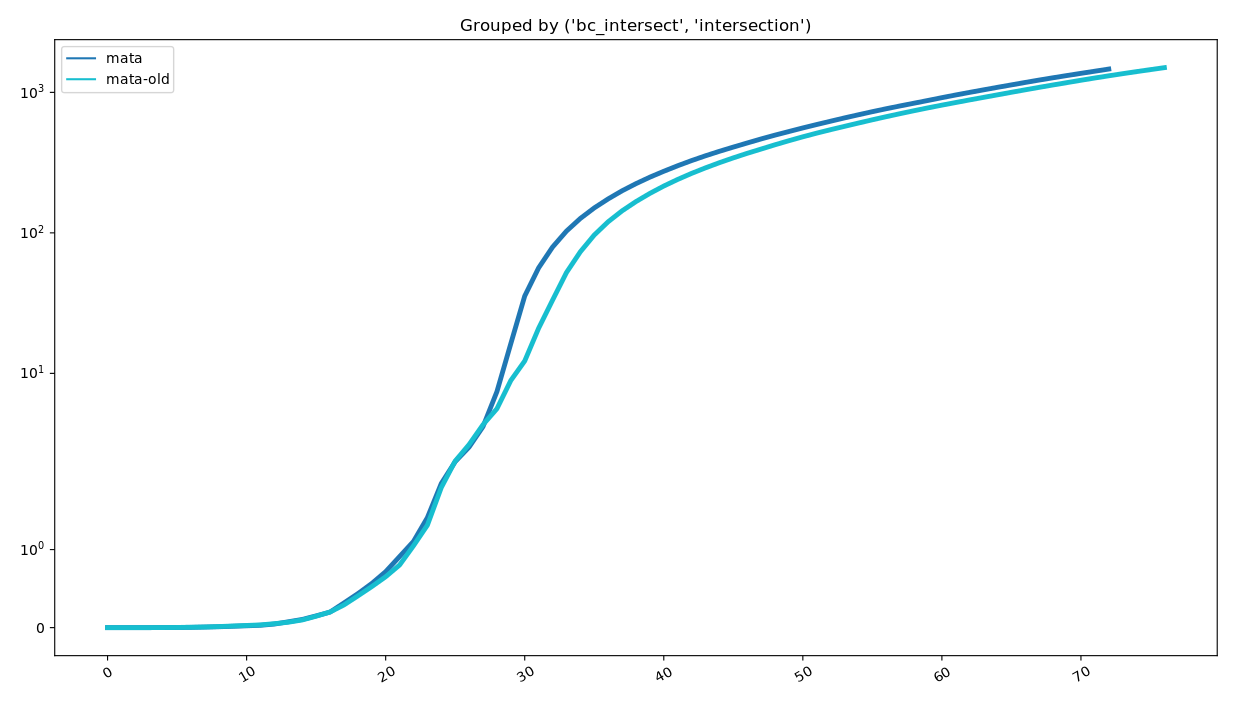 Grouped by ('bc_intersect', 'intersection')
mata
mata-old
10³
10²
10¹
10⁰
0
0 10 20 30 40 50 60 70